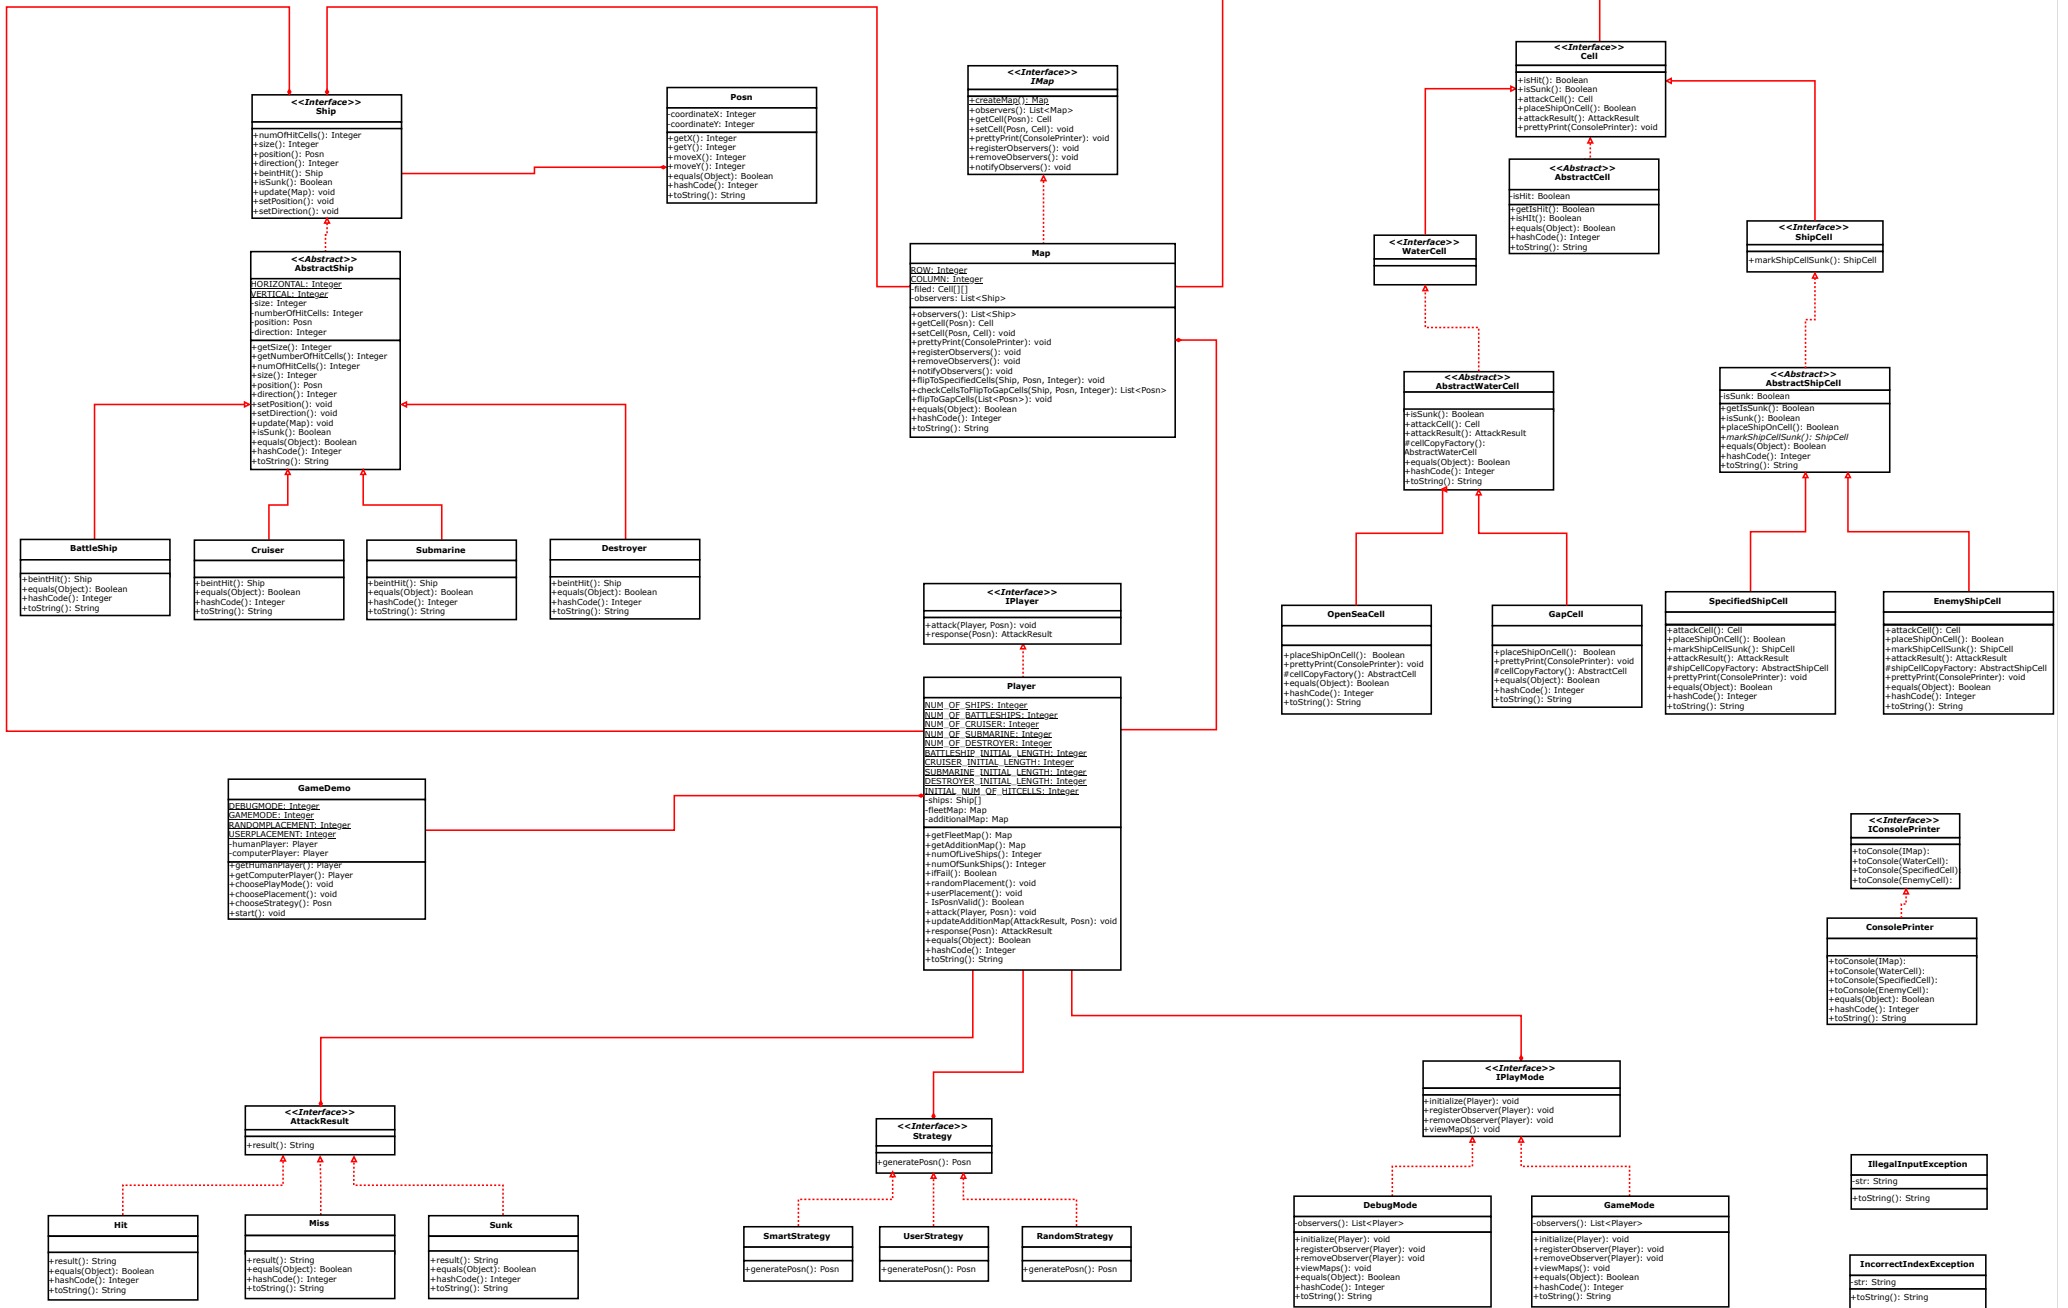 <<Interface>>
Ship
+numOfHitCells(): Integer
+size(): Integer
+position(): Posn
+direction(): Integer
+beintHit(): Ship
+isSunk(): Boolean
+update(Map): void
+setPosition(): void
+setDirection(): void
Posn
-coordinateX: Integer
-coordinateY: Integer
+getX(): Integer
+getY(): Integer
+moveX(): Integer
+moveY(): Integer
+equals(Object): Boolean
+hashCode(): Integer
+toString(): String
<<Interface>>
IMap
+createMap(): Map
+observers(): List<Map>
+getCell(Posn): Cell
+setCell(Posn, Cell): void
+prettyPrint(ConsolePrinter): void
+registerObservers(): void
+removeObservers(): void
+notifyObservers(): void
<<Interface>>
Cell
+isHit(): Boolean
+isSunk(): Boolean
+attackCell(): Cell
+placeShipOnCell(): Boolean
+attackResult(): AttackResult
+prettyPrint(ConsolePrinter): void
<<Abstract>>
AbstractCell
-isHit: Boolean
+getIsHit(): Boolean
+isHIt(): Boolean
+equals(Object): Boolean
+hashCode(): Integer
+toString(): String
<<Interface>>
WaterCell
<<Interface>>
ShipCell
+markShipCellSunk(): ShipCell
<<Abstract>>
AbstractShip
HORIZONTAL: Integer
VERTICAL: Integer
-size: Integer
-numberOfHitCells: Integer
-position: Posn
-direction: Integer
+getSize(): Integer
+getNumberOfHitCells(): Integer
+numOfHitCells(): Integer
+size(): Integer
+position(): Posn
+direction(): Integer
+setPosition(): void
+setDirection(): void
+update(Map): void
+isSunk(): Boolean
+equals(Object): Boolean
+hashCode(): Integer
+toString(): String
Map
ROW: Integer
COLUMN: Integer
-filed: Cell[][]
-observers: List<Ship>
+observers(): List<Ship>
+getCell(Posn): Cell
+setCell(Posn, Cell): void
+prettyPrint(ConsolePrinter): void
+registerObservers(): void
+removeObservers(): void
+notifyObservers(): void
+flipToSpecifiedCells(Ship, Posn, Integer): void
+checkCellsToFlipToGapCells(Ship, Posn, Integer): List<Posn>
+flipToGapCells(List<Posn>): void
+equals(Object): Boolean
+hashCode(): Integer
+toString(): String
<<Abstract>>
AbstractWaterCell
+isSunk(): Boolean
+attackCell(): Cell
+attackResult(): AttackResult
#cellCopyFactory():
AbstractWaterCell
+equals(Object): Boolean
+hashCode(): Integer
+toString(): String
<<Abstract>>
AbstractShipCell
-isSunk: Boolean
+getIsSunk(): Boolean
+isSunk(): Boolean
+placeShipOnCell(): Boolean
+markShipCellSunk(): ShipCell
+equals(Object): Boolean
+hashCode(): Integer
+toString(): String
BattleShip
+beintHit(): Ship
+equals(Object): Boolean
+hashCode(): Integer
+toString(): String
Cruiser
+beintHit(): Ship
+equals(Object): Boolean
+hashCode(): Integer
+toString(): String
Submarine
+beintHit(): Ship
+equals(Object): Boolean
+hashCode(): Integer
+toString(): String
Destroyer
+beintHit(): Ship
+equals(Object): Boolean
+hashCode(): Integer
+toString(): String
<<Interface>>
IPlayer
+attack(Player, Posn): void
+response(Posn): AttackResult
OpenSeaCell
+placeShipOnCell():  Boolean
+prettyPrint(ConsolePrinter): void
#cellCopyFactory(): AbstractCell
+equals(Object): Boolean
+hashCode(): Integer
+toString(): String
GapCell
+placeShipOnCell():  Boolean
+prettyPrint(ConsolePrinter): void
#cellCopyFactory(): AbstractCell
+equals(Object): Boolean
+hashCode(): Integer
+toString(): String
SpecifiedShipCell
+attackCell(): Cell
+placeShipOnCell(): Boolean
+markShipCellSunk(): ShipCell
+attackResult(): AttackResult
#shipCellCopyFactory: AbstractShipCell
+prettyPrint(ConsolePrinter): void
+equals(Object): Boolean
+hashCode(): Integer
+toString(): String
EnemyShipCell
+attackCell(): Cell
+placeShipOnCell(): Boolean
+markShipCellSunk(): ShipCell
+attackResult(): AttackResult
#shipCellCopyFactory: AbstractShipCell
+prettyPrint(ConsolePrinter): void
+equals(Object): Boolean
+hashCode(): Integer
+toString(): String
Player
NUM_OF_SHIPS: Integer
NUM_OF_BATTLESHIPS: Integer
NUM_OF_CRUISER: Integer
NUM_OF_SUBMARINE: Integer
NUM_OF_DESTROYER: Integer
BATTLESHIP_INITIAL_LENGTH: Integer
CRUISER_INITIAL_LENGTH: Integer
SUBMARINE_INITIAL_LENGTH: Integer
DESTROYER_INITIAL_LENGTH: Integer
INITIAL_NUM_OF_HITCELLS: Integer
-ships: Ship[]
-fleetMap: Map
-additionalMap: Map
+getFleetMap(): Map
+getAdditionMap(): Map
+numOfLiveShips(): Integer
+numOfSunkShips(): Integer
+ifFail(): Boolean
+randomPlacement(): void
+userPlacement(): void
- IsPosnValid(): Boolean
+attack(Player, Posn): void
+updateAdditionMap(AttackResult, Posn): void
+response(Posn): AttackResult
+equals(Object): Boolean
+hashCode(): Integer
+toString(): String
GameDemo
DEBUGMODE: Integer
GAMEMODE: Integer
RANDOMPLACEMENT: Integer
USERPLACEMENT: Integer
-humanPlayer: Player
-computerPlayer: Player
+getHumanPlayer(): Player
+getComputerPlayer(): Player
+choosePlayMode(): void
+choosePlacement(): void
+chooseStrategy(): Posn
+start(): void
<<Interface>>
IConsolePrinter
+toConsole(IMap):
+toConsole(WaterCell):
+toConsole(SpecifiedCell):
+toConsole(EnemyCell):
ConsolePrinter
+toConsole(IMap):
+toConsole(WaterCell):
+toConsole(SpecifiedCell):
+toConsole(EnemyCell):
+equals(Object): Boolean
+hashCode(): Integer
+toString(): String
<<Interface>>
AttackResult
+result(): String
<<Interface>>
Strategy
+generatePosn(): Posn
<<Interface>>
IPlayMode
+initialize(Player): void
+registerObserver(Player): void
+removeObserver(Player): void
+viewMaps(): void
Hit
+result(): String
+equals(Object): Boolean
+hashCode(): Integer
+toString(): String
Miss
+result(): String
+equals(Object): Boolean
+hashCode(): Integer
+toString(): String
Sunk
+result(): String
+equals(Object): Boolean
+hashCode(): Integer
+toString(): String
SmartStrategy
+generatePosn(): Posn
UserStrategy
+generatePosn(): Posn
RandomStrategy
+generatePosn(): Posn
DebugMode
-observers(): List<Player>
+initialize(Player): void
+registerObserver(Player): void
+removeObserver(Player): void
+viewMaps(): void
+equals(Object): Boolean
+hashCode(): Integer
+toString(): String
GameMode
-observers(): List<Player>
+initialize(Player): void
+registerObserver(Player): void
+removeObserver(Player): void
+viewMaps(): void
+equals(Object): Boolean
+hashCode(): Integer
+toString(): String
IllegalInputException
-str: String
+toString(): String
IncorrectIndexException
-str: String
+toString(): String